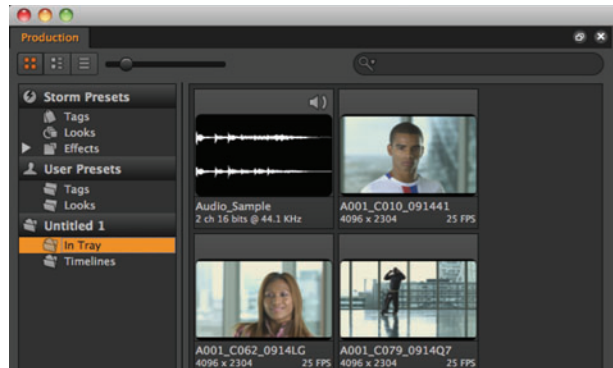 Production
Storm Presets
Tags
Looks
Effects
User Presets
Tags
Looks
Untitled 1
In Tray
Timelines
Audio_Sample
2 ch 16 bits @ 44.1 KHz
A001_C010_091441
4096 x 2304 25 FPS
A001_C062_0914LG
4096 x 2304 25 FPS
A001_C079_0914Q7
4096 x 2304 25 FPS